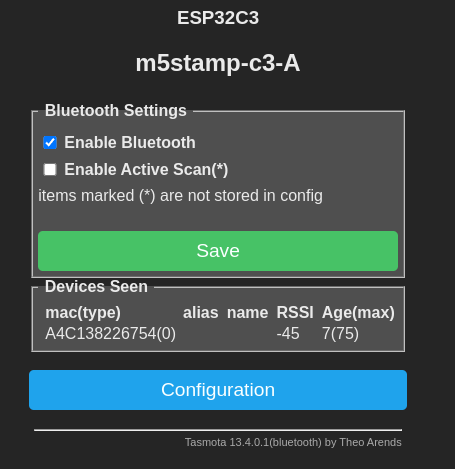 ESP32C3
m5stamp-c3-A
Bluetooth Settings
Enable Bluetooth
Enable Active Scan(*)
items marked (*) are not stored in config
Save
Devices Seen
mac(type) alias name RSSI Age(max)
A4C138226754(0) -45 7(75)
Configuration
Tasmota 13.4.0.1(bluetooth) by Theo Arends